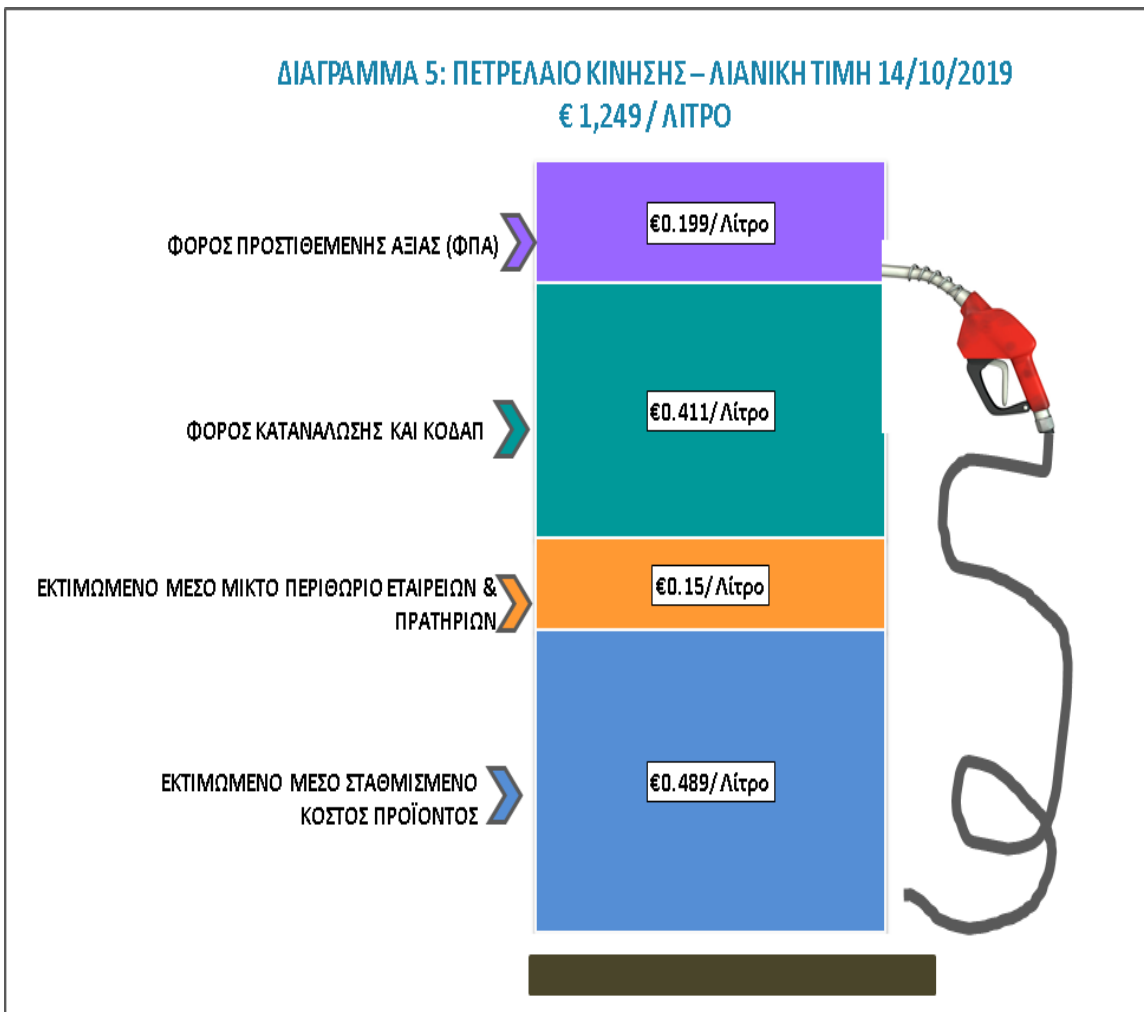 ΔΙΑΓΡΑΜΜΑ 5: ΠΕΤΡΕΛΑΙΟ ΚΙΝΗΣΗΣ – ΛΙΑΝΙΚΗ ΤΙΜΗ 14/10/2019
€ 1,249 / ΛΙΤΡΟ
€0.199/ Λίτρο
ΦΟΡΟΣ ΠΡΟΣΤΙΘΕΜΕΝΗΣ ΑΞΙΑΣ (ΦΠΑ)
€0.411/ Λίτρο
ΦΟΡΟΣ ΚΑΤΑΝΑΛΩΣΗΣ ΚΑΙ ΚΟΔΑΠ
€0.15/ Λίτρο
ΕΚΤΙΜΩΜΕΝΟ ΜΕΣΟ ΜΙΚΤΟ ΠΕΡΙΘΩΡΙΟ ΕΤΑΙΡΕΙΩΝ &
ΠΡΑΤΗΡΙΩΝ
€0.489/ Λίτρο
ΕΚΤΙΜΩΜΕΝΟ ΜΕΣΟ ΣΤΑΘΜΙΣΜΕΝΟ
ΚΟΣΤΟΣ ΠΡΟΪΟΝΤΟΣ